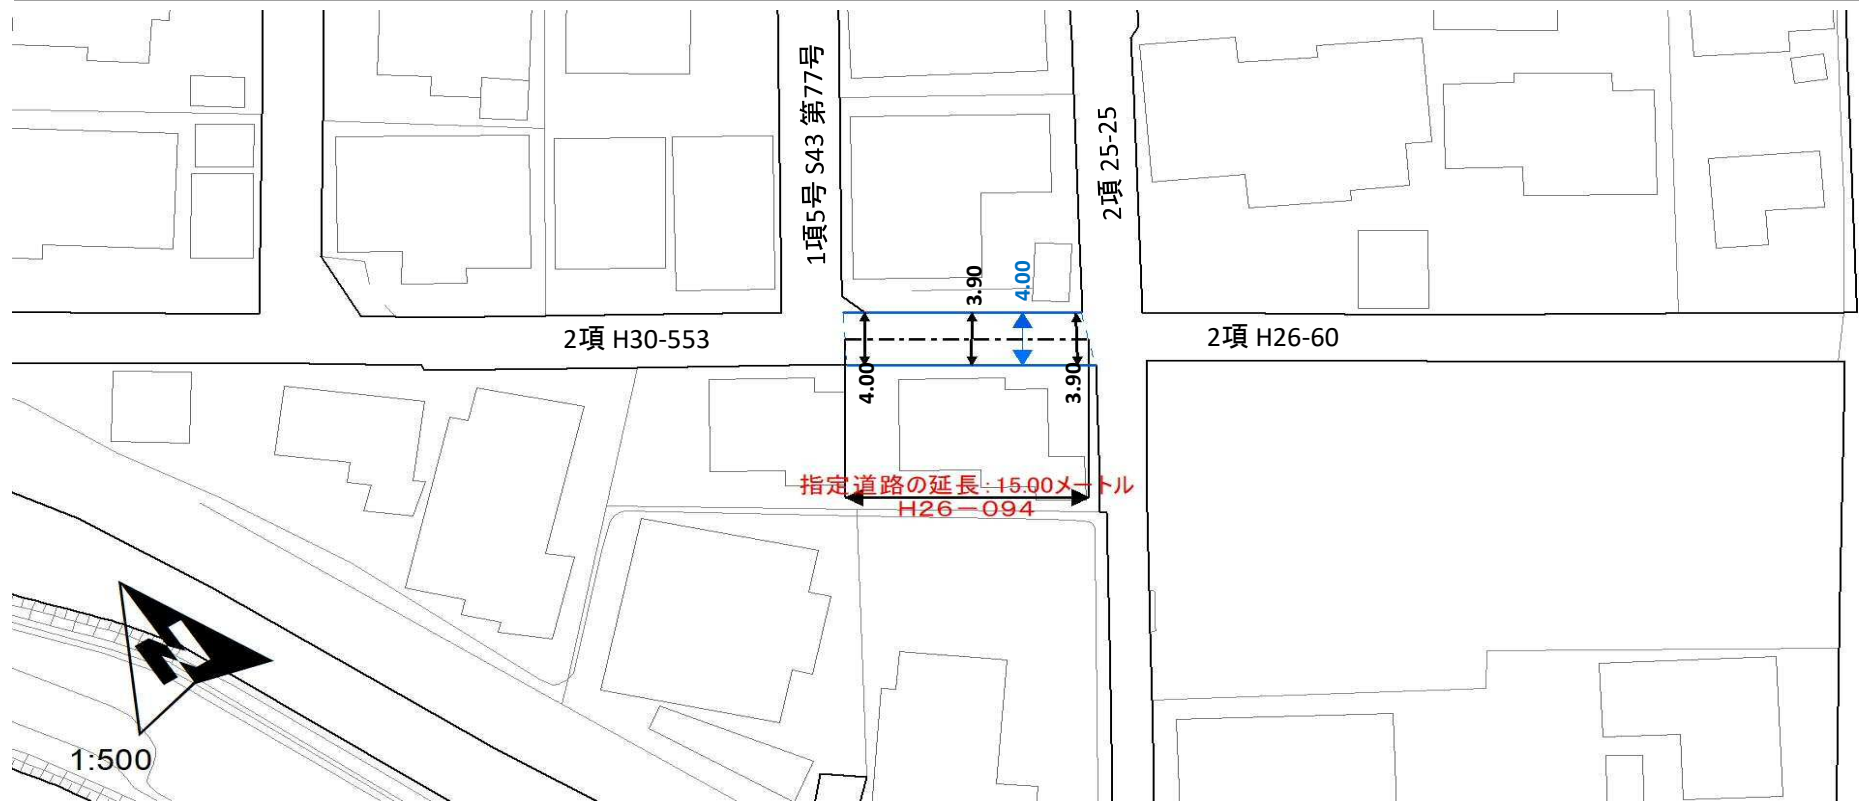 1項5号 S43 第77号
2項 25-25
3.90
4.00
2項 H30-553
2項 H26-60
4.00
3.90
指定道路の延長:15.00メートル
H26-094
N
1:500